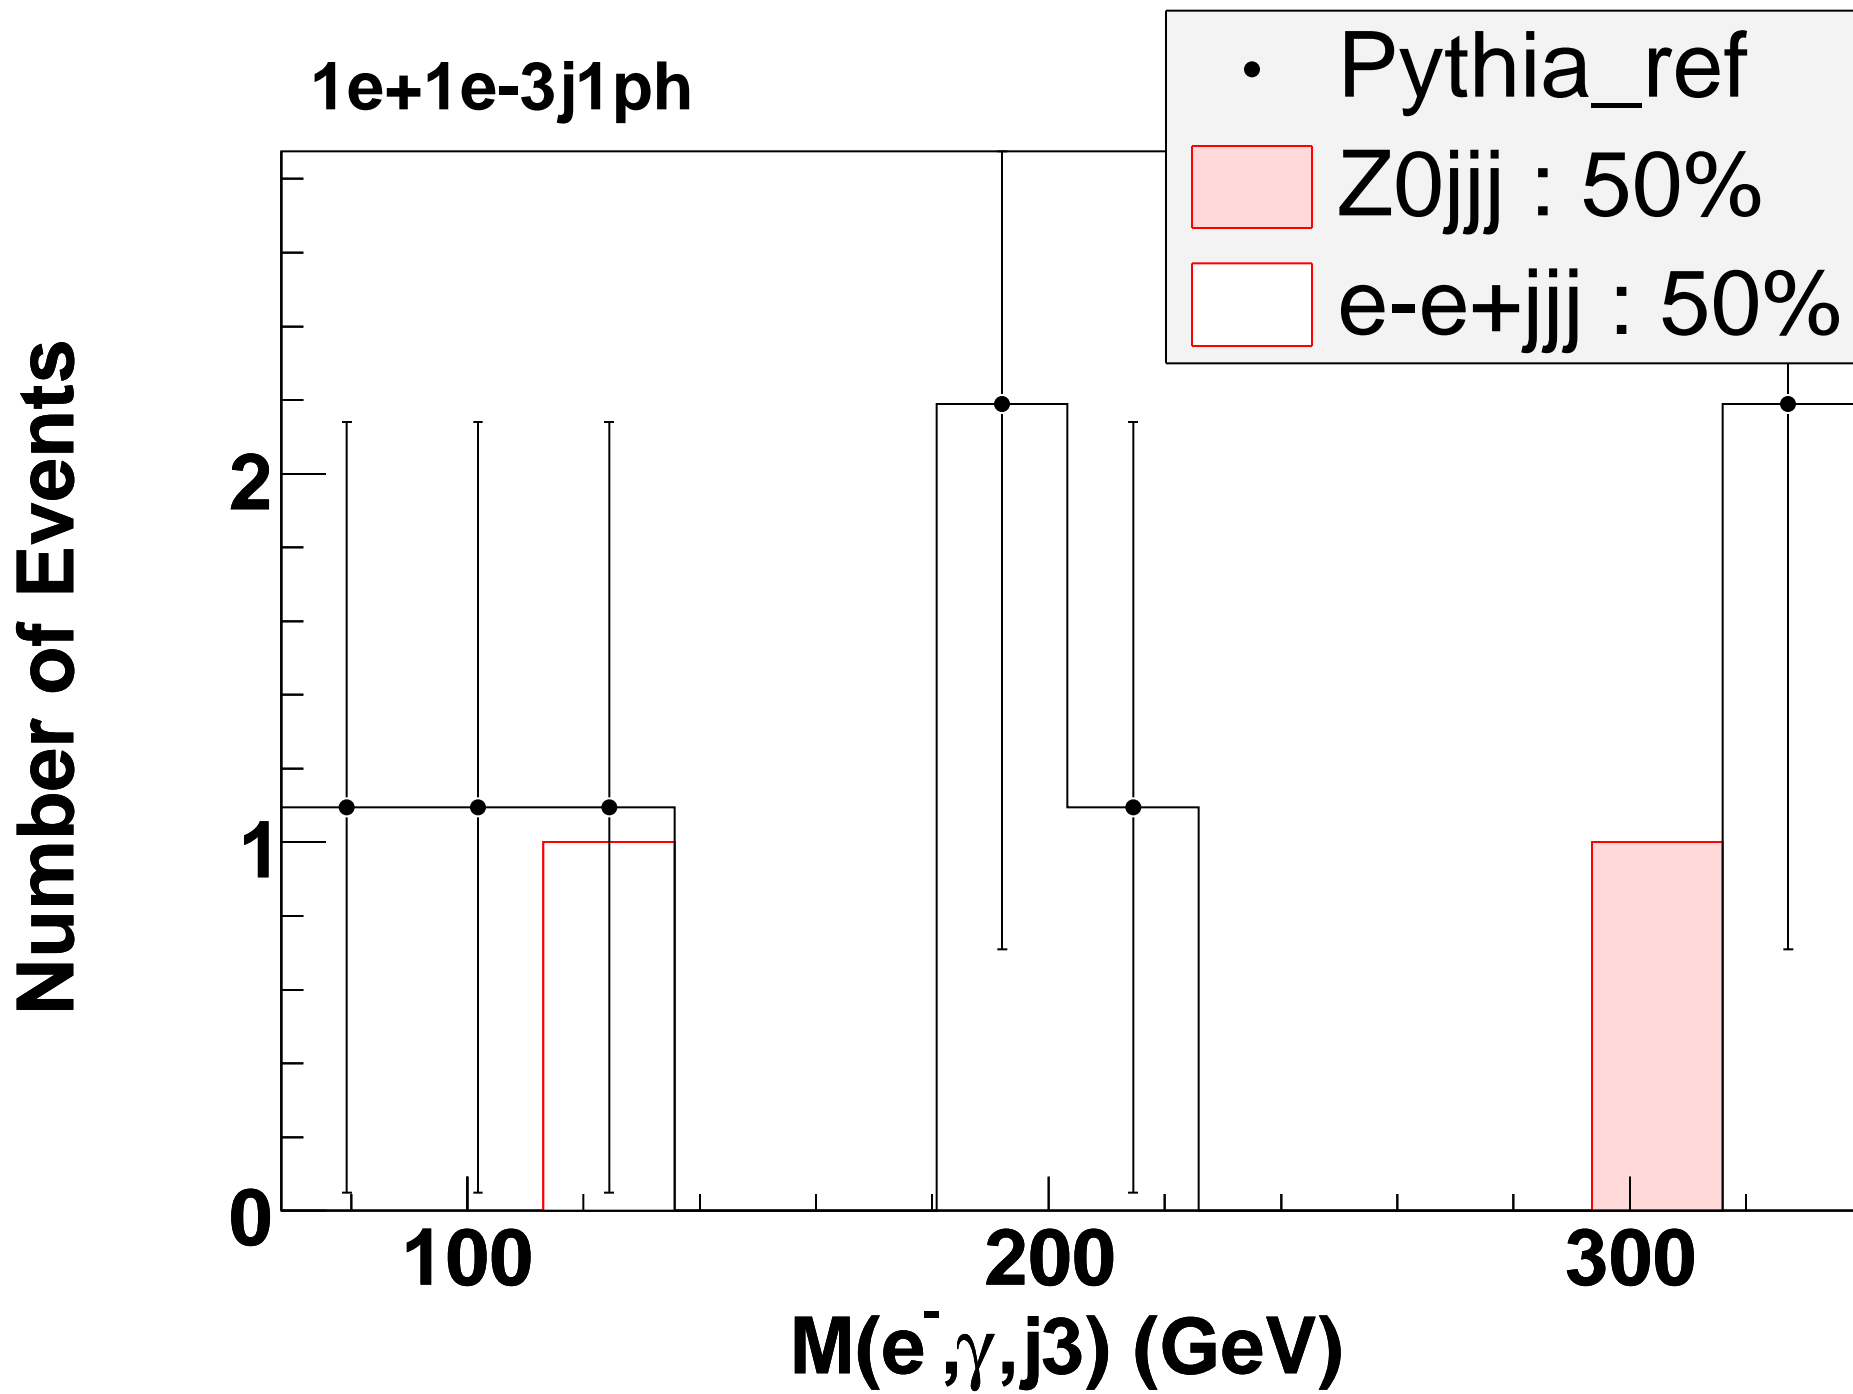 1e+1e-3j1ph
Pythia_ref
Z0jjj : 50%
e-e+jjj : 50%
Number of Events
2
1
0
100 200 300
M(e⁻,γ,j3) (GeV)